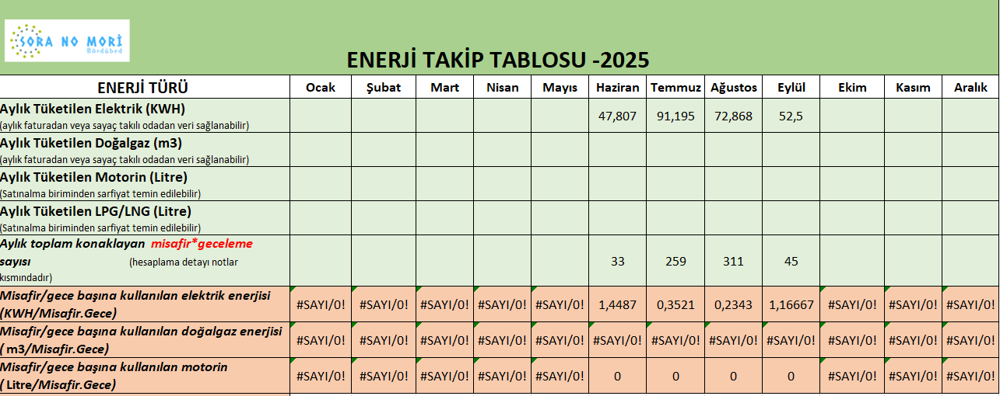 SORA NO MORİ
Bördübed
ENERJİ TAKİP TABLOSU -2025
ENERJİ TÜRÜ Ocak Şubat Mart Nisan Mayıs Haziran Temmuz Ağustos Eylül Ekim Kasım Aralık
Aylık Tüketilen Elektrik (KWH)
(aylık faturadan veya sayaç takılı odadan veri sağlanabilir)
47,807 91,195 72,868 52,5
Aylık Tüketilen Doğalgaz (m3)
(aylık faturadan veya sayaç takılı odadan veri sağlanabilir)
Aylık Tüketilen Motorin (Litre)
(Satınalma biriminden sarfiyat temin edilebilir)
Aylık Tüketilen LPG/LNG (Litre)
(Satınalma biriminden sarfiyat temin edilebilir)
Aylık toplam konaklayan misafir*geceleme
sayısı (hesaplama detayı notlar
kısmındadır)
33 259 311 45
Misafir/gece başına kullanılan elektrik enerjisi
(KWH/Misafir.Gece)
#SAYI/0! #SAYI/0! #SAYI/0! #SAYI/0! #SAYI/0! 1,4487 0,3521 0,2343 1,16667 #SAYI/0! #SAYI/0! #SAYI/0!
Misafir/gece başına kullanılan doğalgaz enerjisi
( m3/Misafir.Gece)
#SAYI/0! #SAYI/0! #SAYI/0! #SAYI/0! #SAYI/0! #SAYI/0! #SAYI/0! #SAYI/0! #SAYI/0! #SAYI/0! #SAYI/0! #SAYI/0!
Misafir/gece başına kullanılan motorin
( Litre/Misafir.Gece)
#SAYI/0! #SAYI/0! #SAYI/0! #SAYI/0! #SAYI/0! 0 0 0 0 #SAYI/0! #SAYI/0! #SAYI/0!